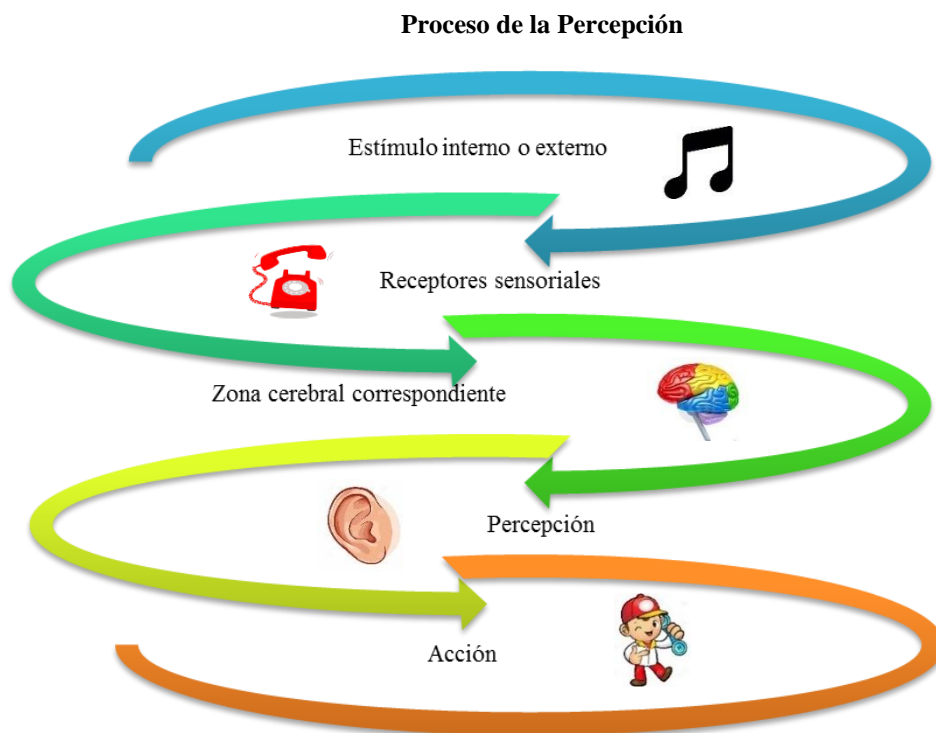 Proceso de la Percepción
Estímulo interno o externo
Receptores sensoriales
Zona cerebral correspondiente
Percepción
Acción